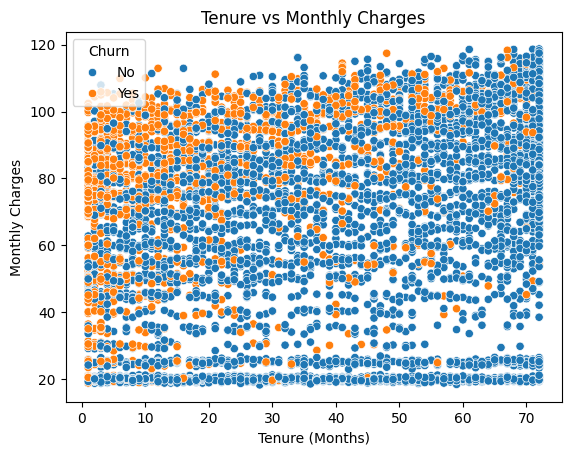 Tenure vs Monthly Charges
Churn
No
Yes
120
100
80
60
40
20
Monthly Charges
0 10 20 30 40 50 60 70
Tenure (Months)